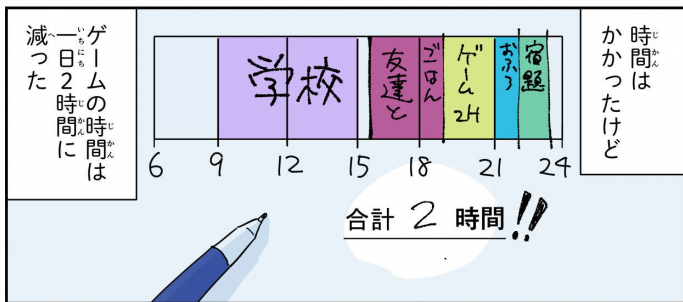 時間は
かかったけど
学校
友達と
ごはん
ゲーム2H
おふろ
宿題
6 9 12 15 18 21 24
合計 2 時間!!
ゲームの時間は
一日2時間に
減った